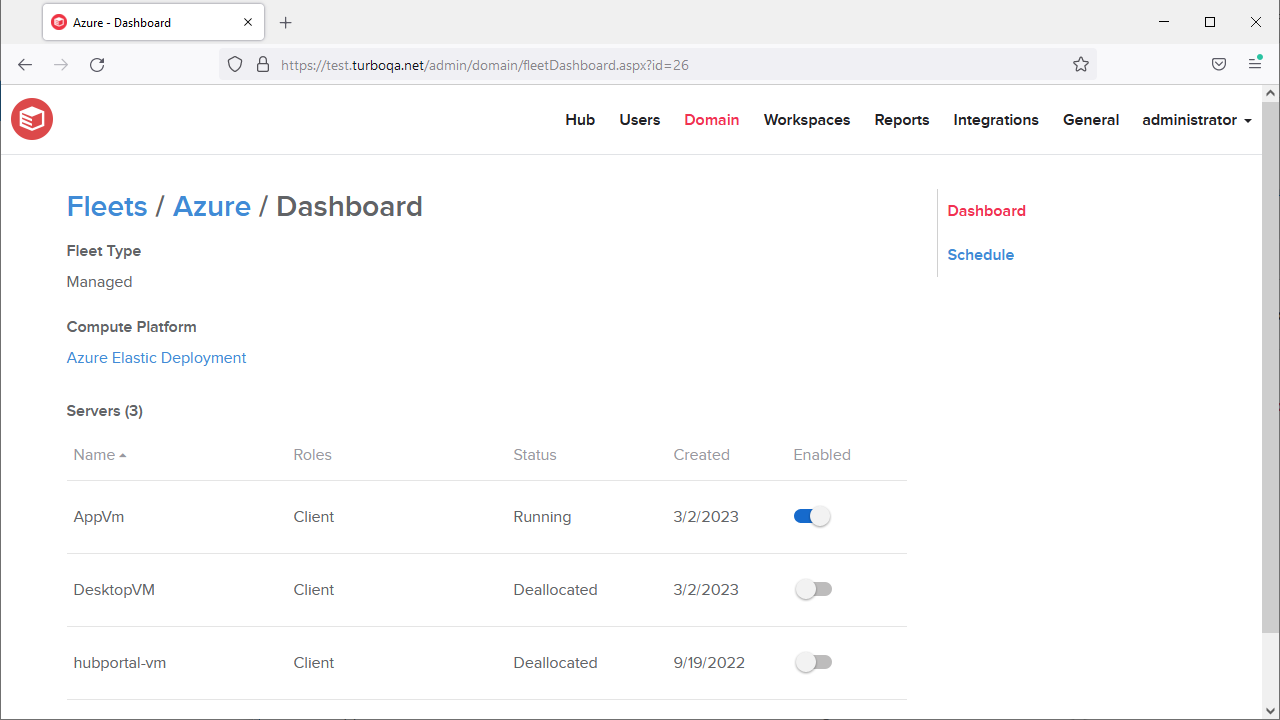 Azure - Dashboard
https://test.turboqa.net/admin/domain/fleetDashboard.aspx?id=26
Hub Users Domain Workspaces Reports Integrations General administrator
Fleets / Azure / Dashboard
Dashboard
Schedule
Fleet Type
Managed
Compute Platform
Azure Elastic Deployment
Servers (3)
Name Roles Status Created Enabled
AppVm Client Running 3/2/2023
DesktopVM Client Deallocated 3/2/2023
hubportal-vm Client Deallocated 9/19/2022